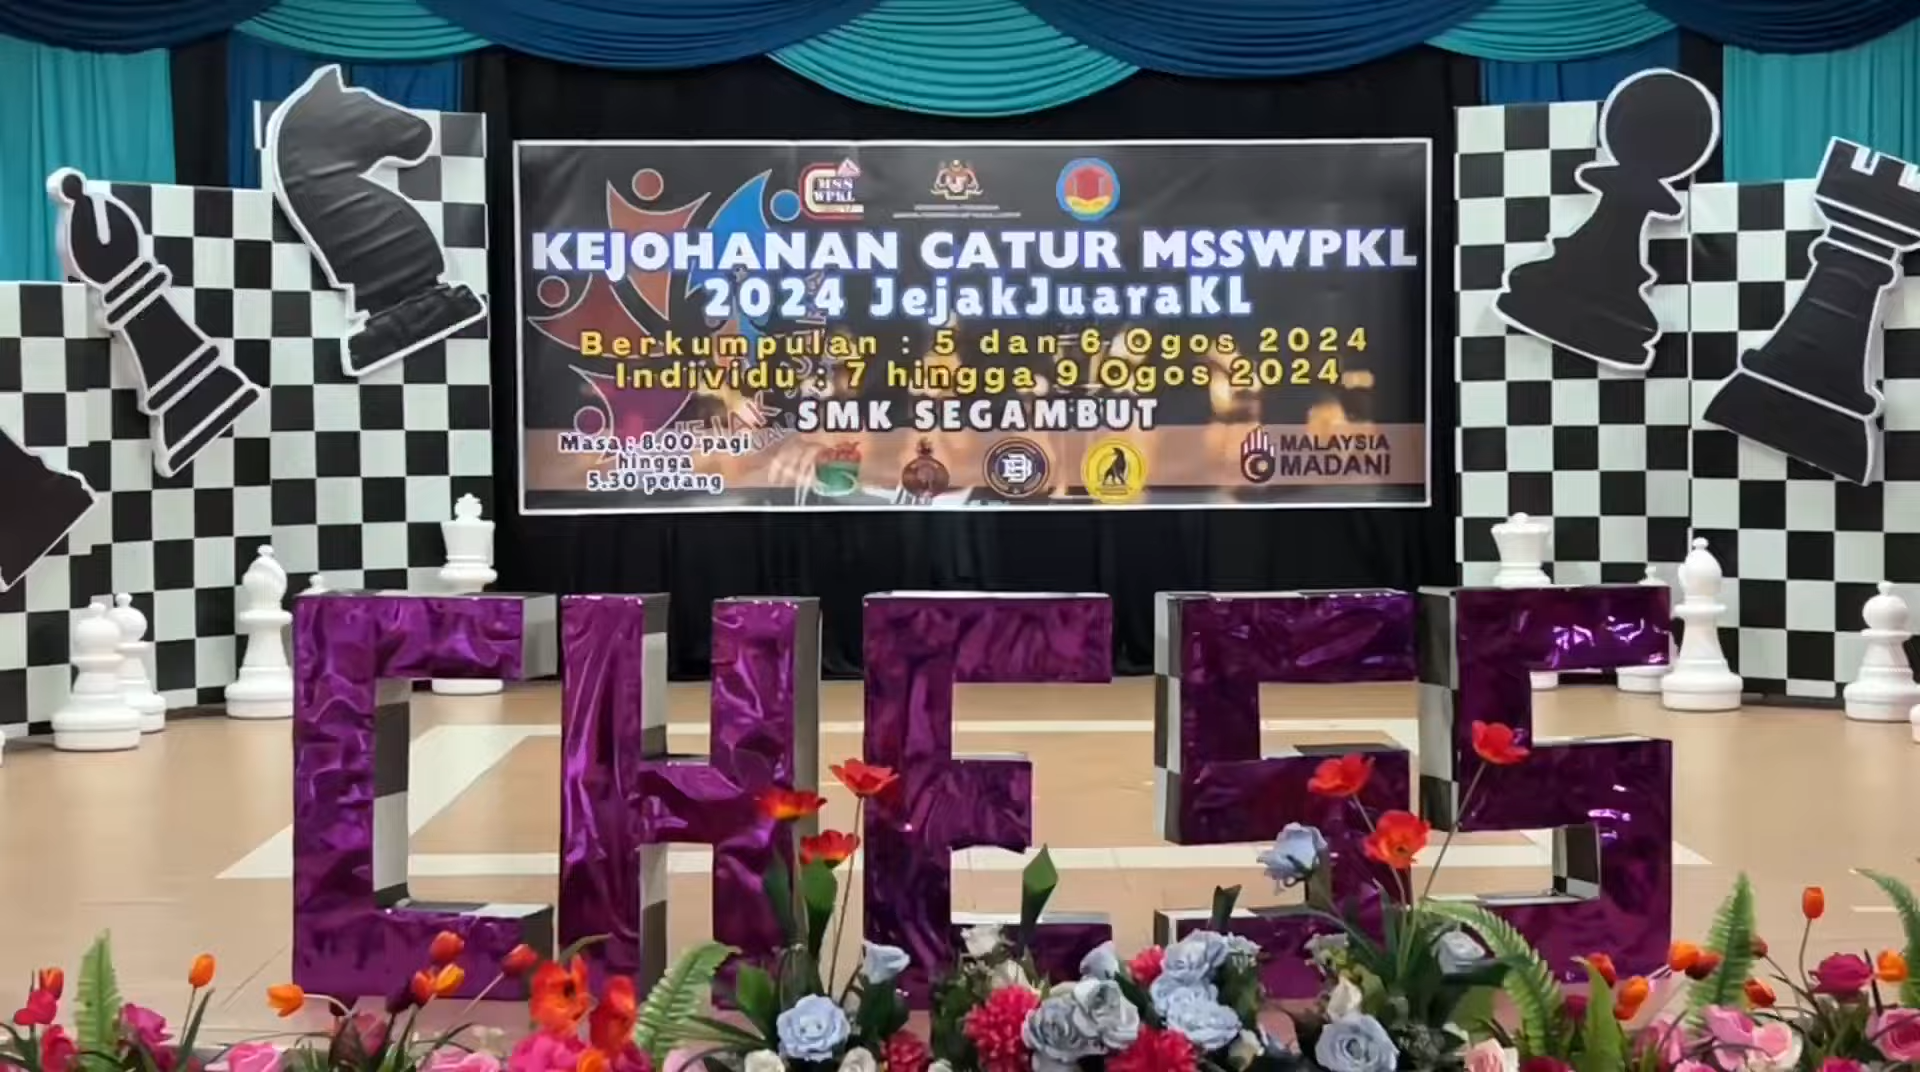 MSS
WPKL
KEJOHANAN CATUR MSSWPKL
2024 JejakJuaraKL
Berkumpulan : 5 dan 6 Ogos 2024
Individu : 7 hingga 9 Ogos 2024
SMK SEGAMBUT
Masa : 8.00 pagi
hingga
5.30 petang
MALAYSIA
MADANI
CHESS